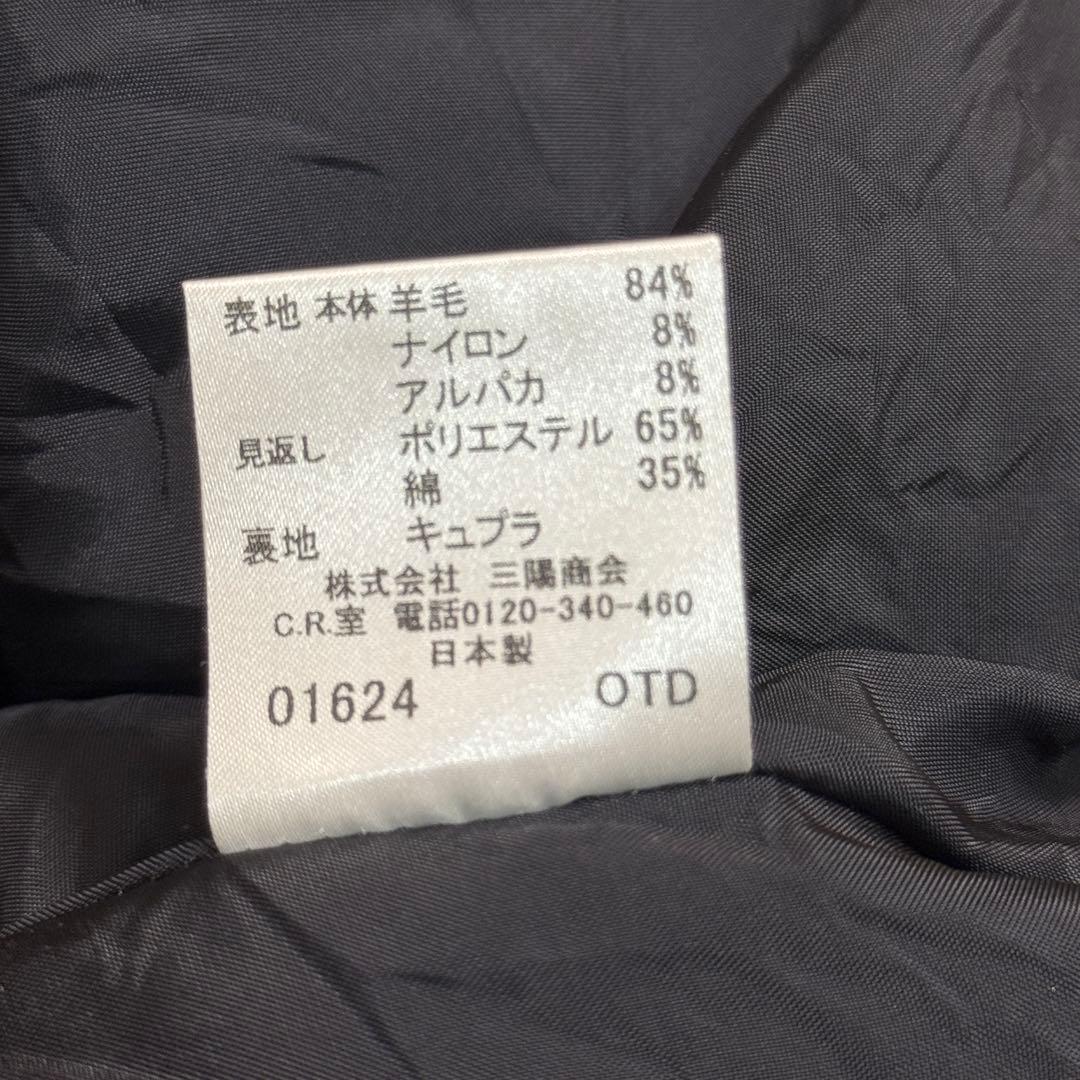 表地 本体 羊毛 84%
ナイロン 8%
アルパカ 8%
見返し ポリエステル 65%
綿 35%
裏地 キュプラ
株式会社 三陽商会
C.R.室 電話0120-340-460
日本製
01624 OTD